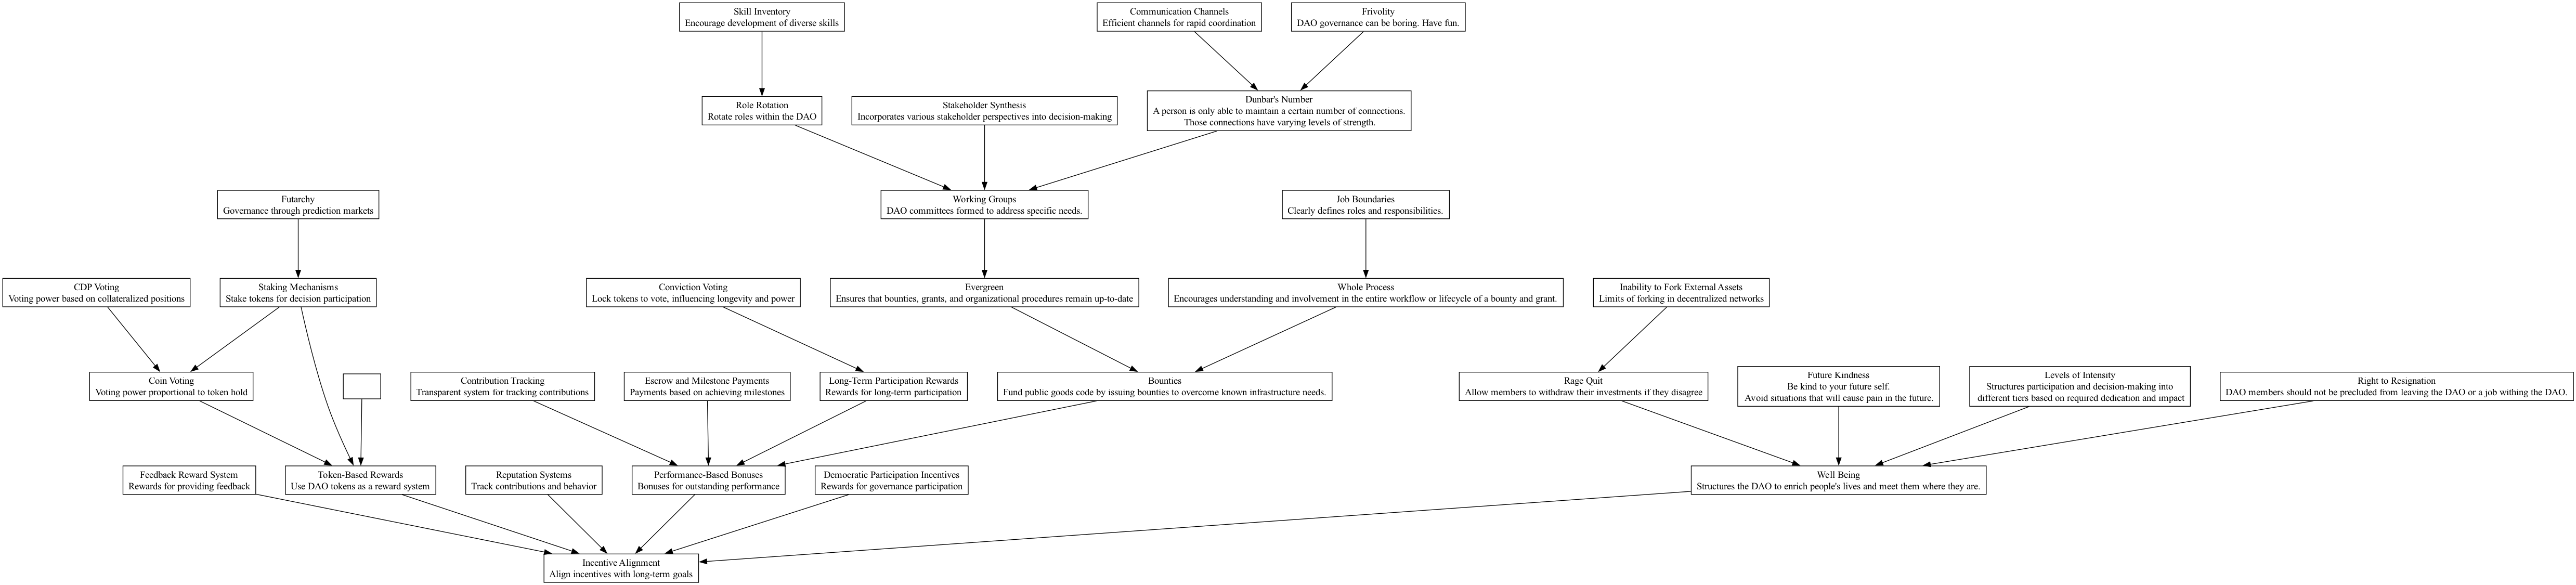 Skill Inventory
Encourage development of diverse skills
Communication Channels
Efficient channels for rapid coordination
Frivolity
DAO governance can be boring. Have fun.
Role Rotation
Rotate roles within the DAO
Stakeholder Synthesis
Incorporates various stakeholder perspectives into decision-making
Dunbar's Number
A person is only able to maintain a certain number of connections.
Those connections have varying levels of strength.
Futarchy
Governance through prediction markets
Working Groups
DAO committees formed to address specific needs.
Job Boundaries
Clearly defines roles and responsibilities.
CDP Voting
Voting power based on collateralized positions
Staking Mechanisms
Stake tokens for decision participation
Conviction Voting
Lock tokens to vote, influencing longevity and power
Evergreen
Ensures that bounties, grants, and organizational procedures remain up-to-date
Whole Process
Encourages understanding and involvement in the entire workflow or lifecycle of a bounty and grant.
Inability to Fork External Assets
Limits of forking in decentralized networks
Coin Voting
Voting power proportional to token hold
Contribution Tracking
Transparent system for tracking contributions
Escrow and Milestone Payments
Payments based on achieving milestones
Long-Term Participation Rewards
Rewards for long-term participation
Bounties
Fund public goods code by issuing bounties to overcome known infrastructure needs.
Rage Quit
Allow members to withdraw their investments if they disagree
Future Kindness
Be kind to your future self.
Avoid situations that will cause pain in the future.
Levels of Intensity
Structures participation and decision-making into
different tiers based on required dedication and impact
Right to Resignation
DAO members should not be precluded from leaving the DAO or a job withing the DAO.
Feedback Reward System
Rewards for providing feedback
Token-Based Rewards
Use DAO tokens as a reward system
Reputation Systems
Track contributions and behavior
Performance-Based Bonuses
Bonuses for outstanding performance
Democratic Participation Incentives
Rewards for governance participation
Well Being
Structures the DAO to enrich people's lives and meet them where they are.
Incentive Alignment
Align incentives with long-term goals